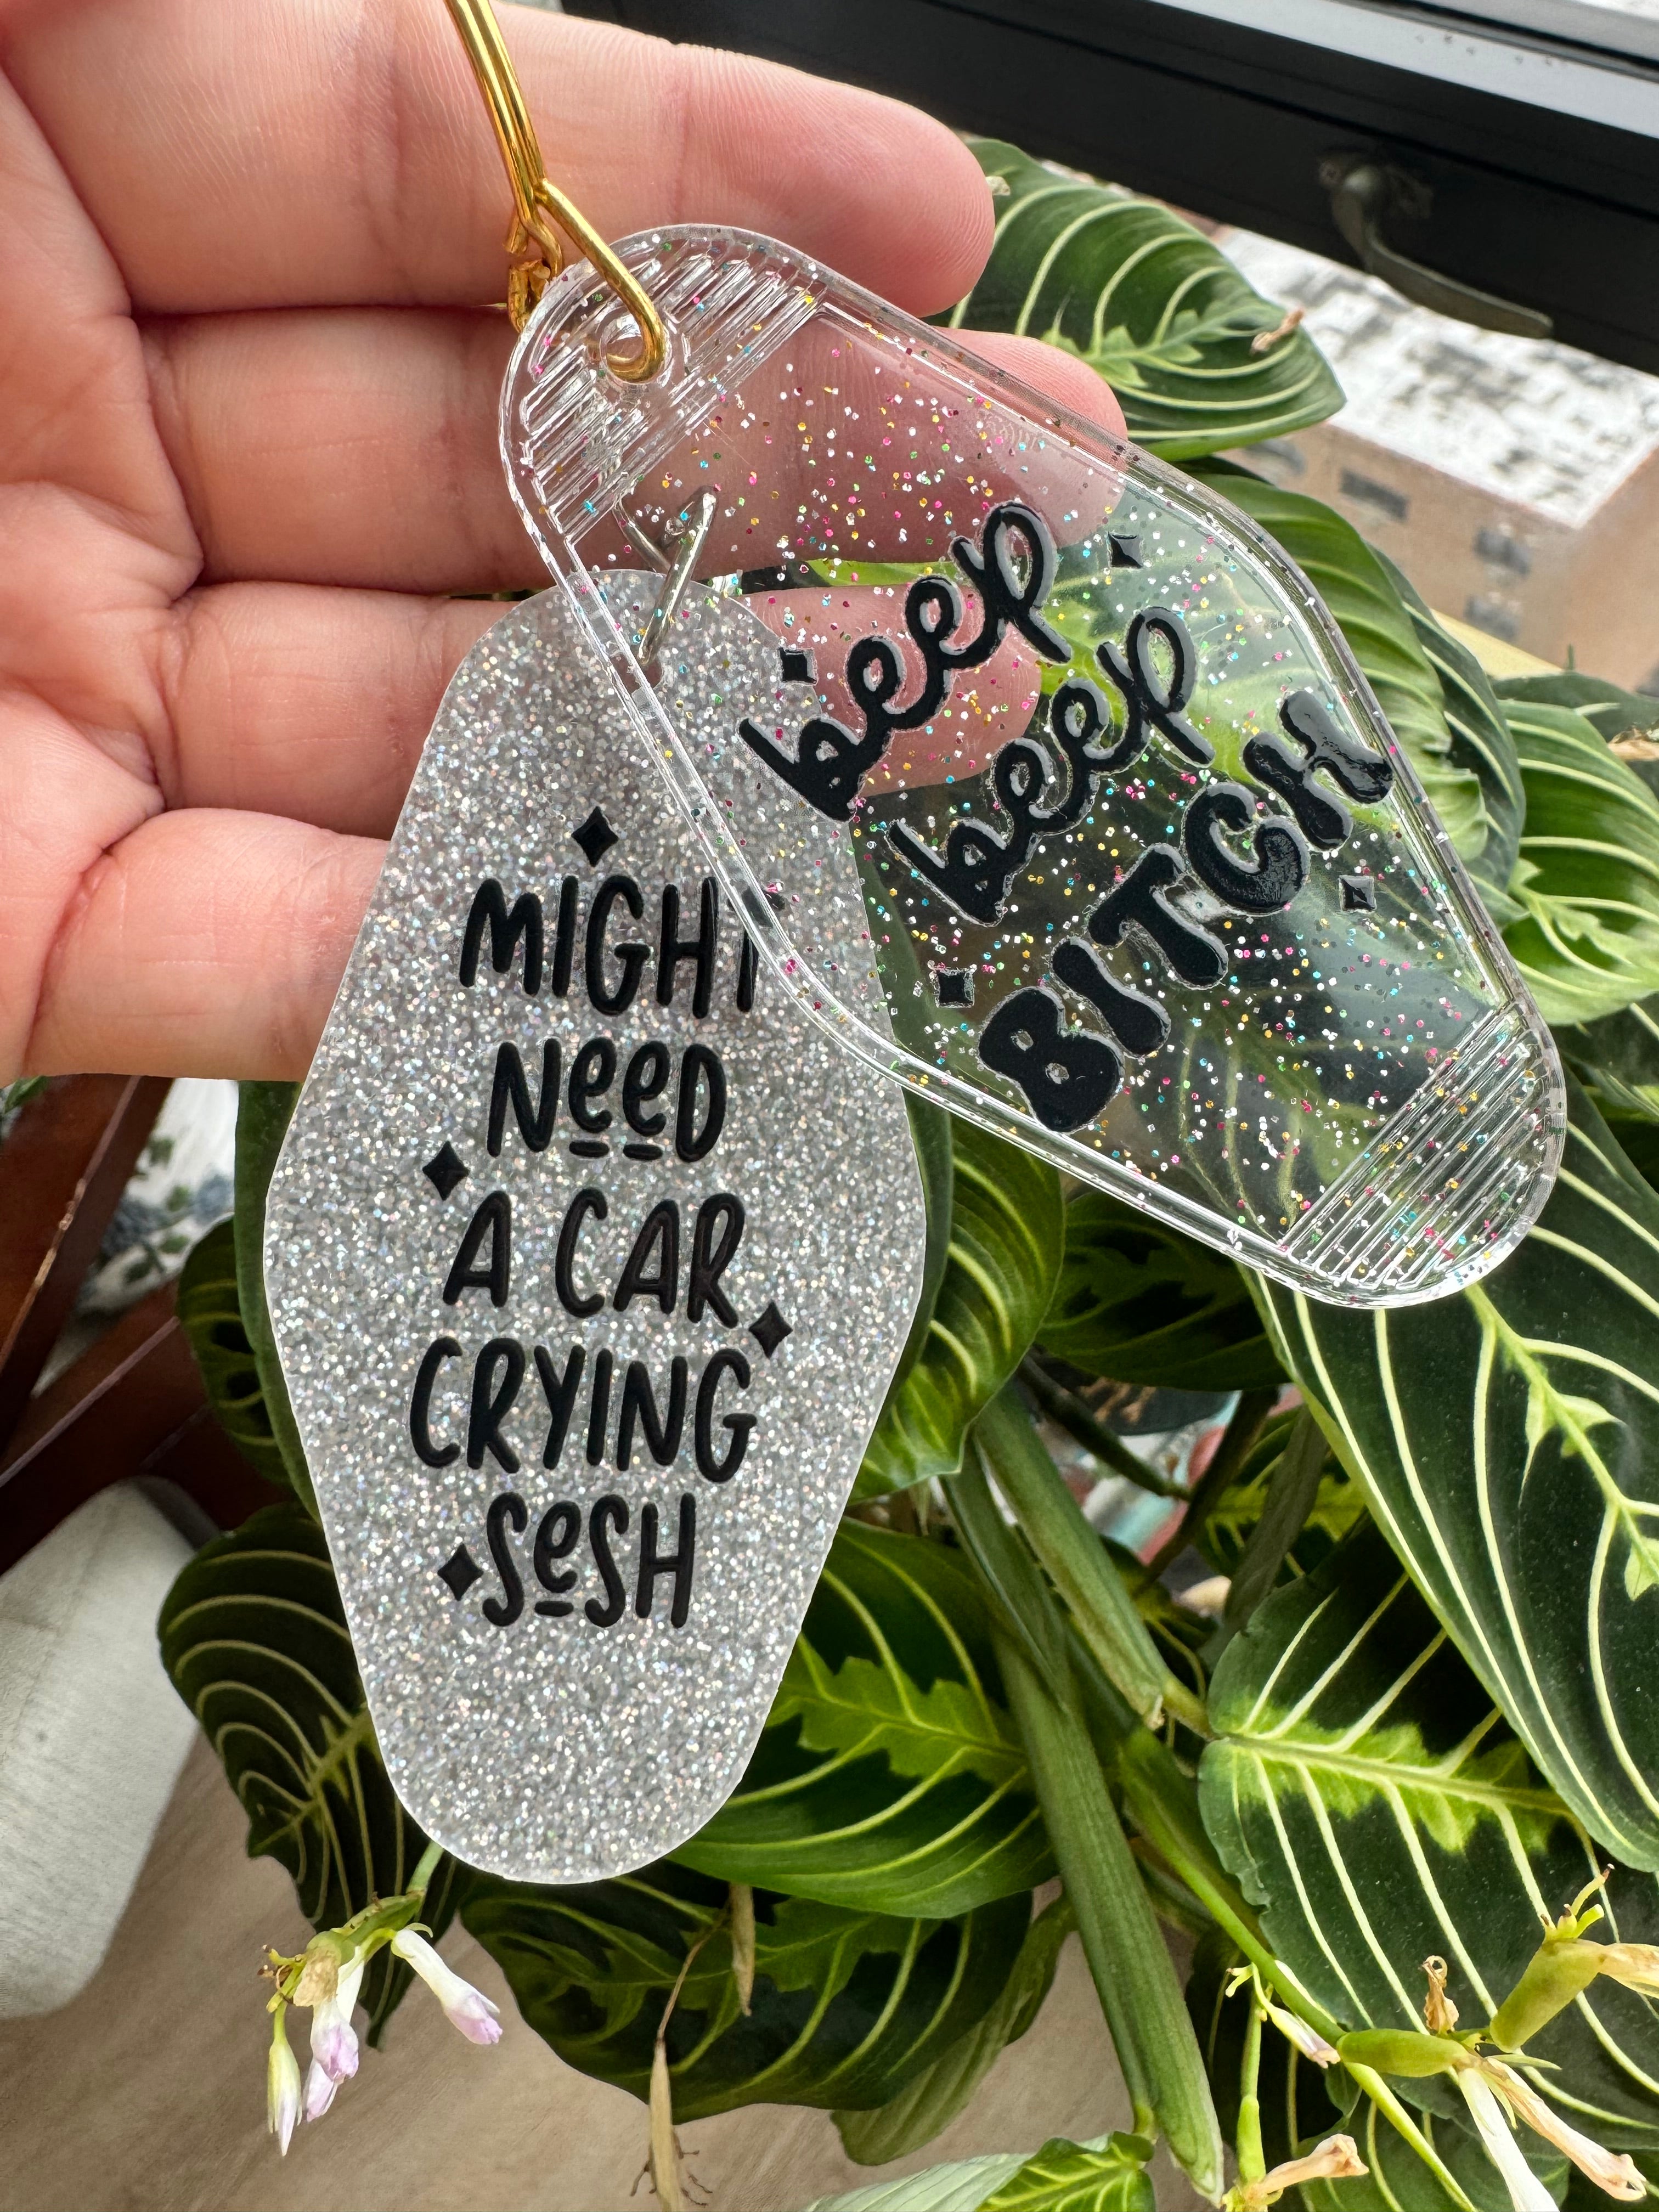 beep
beep
BITCH
MIGHT
NeeD
A CAR
CRYING
SeSH